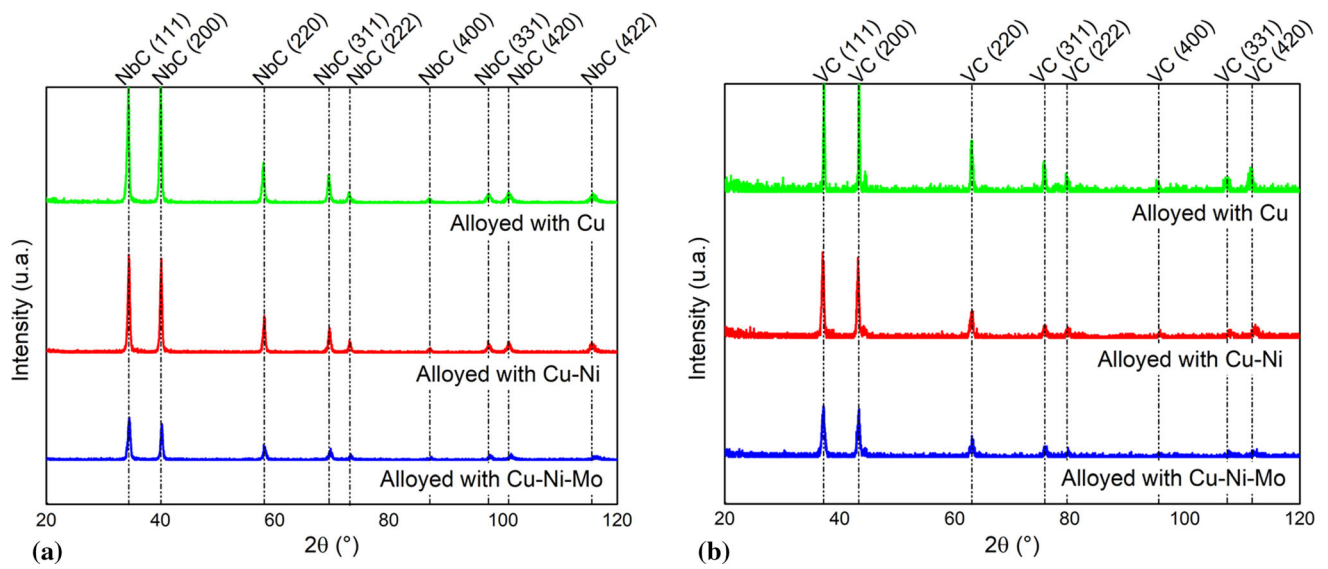 NbC (111)
NbC (200)
NbC (220)
NbC (311)
NbC (222)
NbC (400)
NbC (331)
NbC (420)
NbC (422)
Intensity (u.a.)
Alloyed with Cu
Alloyed with Cu-Ni
Alloyed with Cu-Ni-Mo
20 40 60 80 100 120
2θ (°)
(a)
VC (111)
VC (200)
VC (220)
VC (311)
VC (222)
VC (400)
VC (331)
VC (420)
Intensity (u.a.)
Alloyed with Cu
Alloyed with Cu-Ni
Alloyed with Cu-Ni-Mo
20 40 60 80 100 120
2θ (°)
(b)